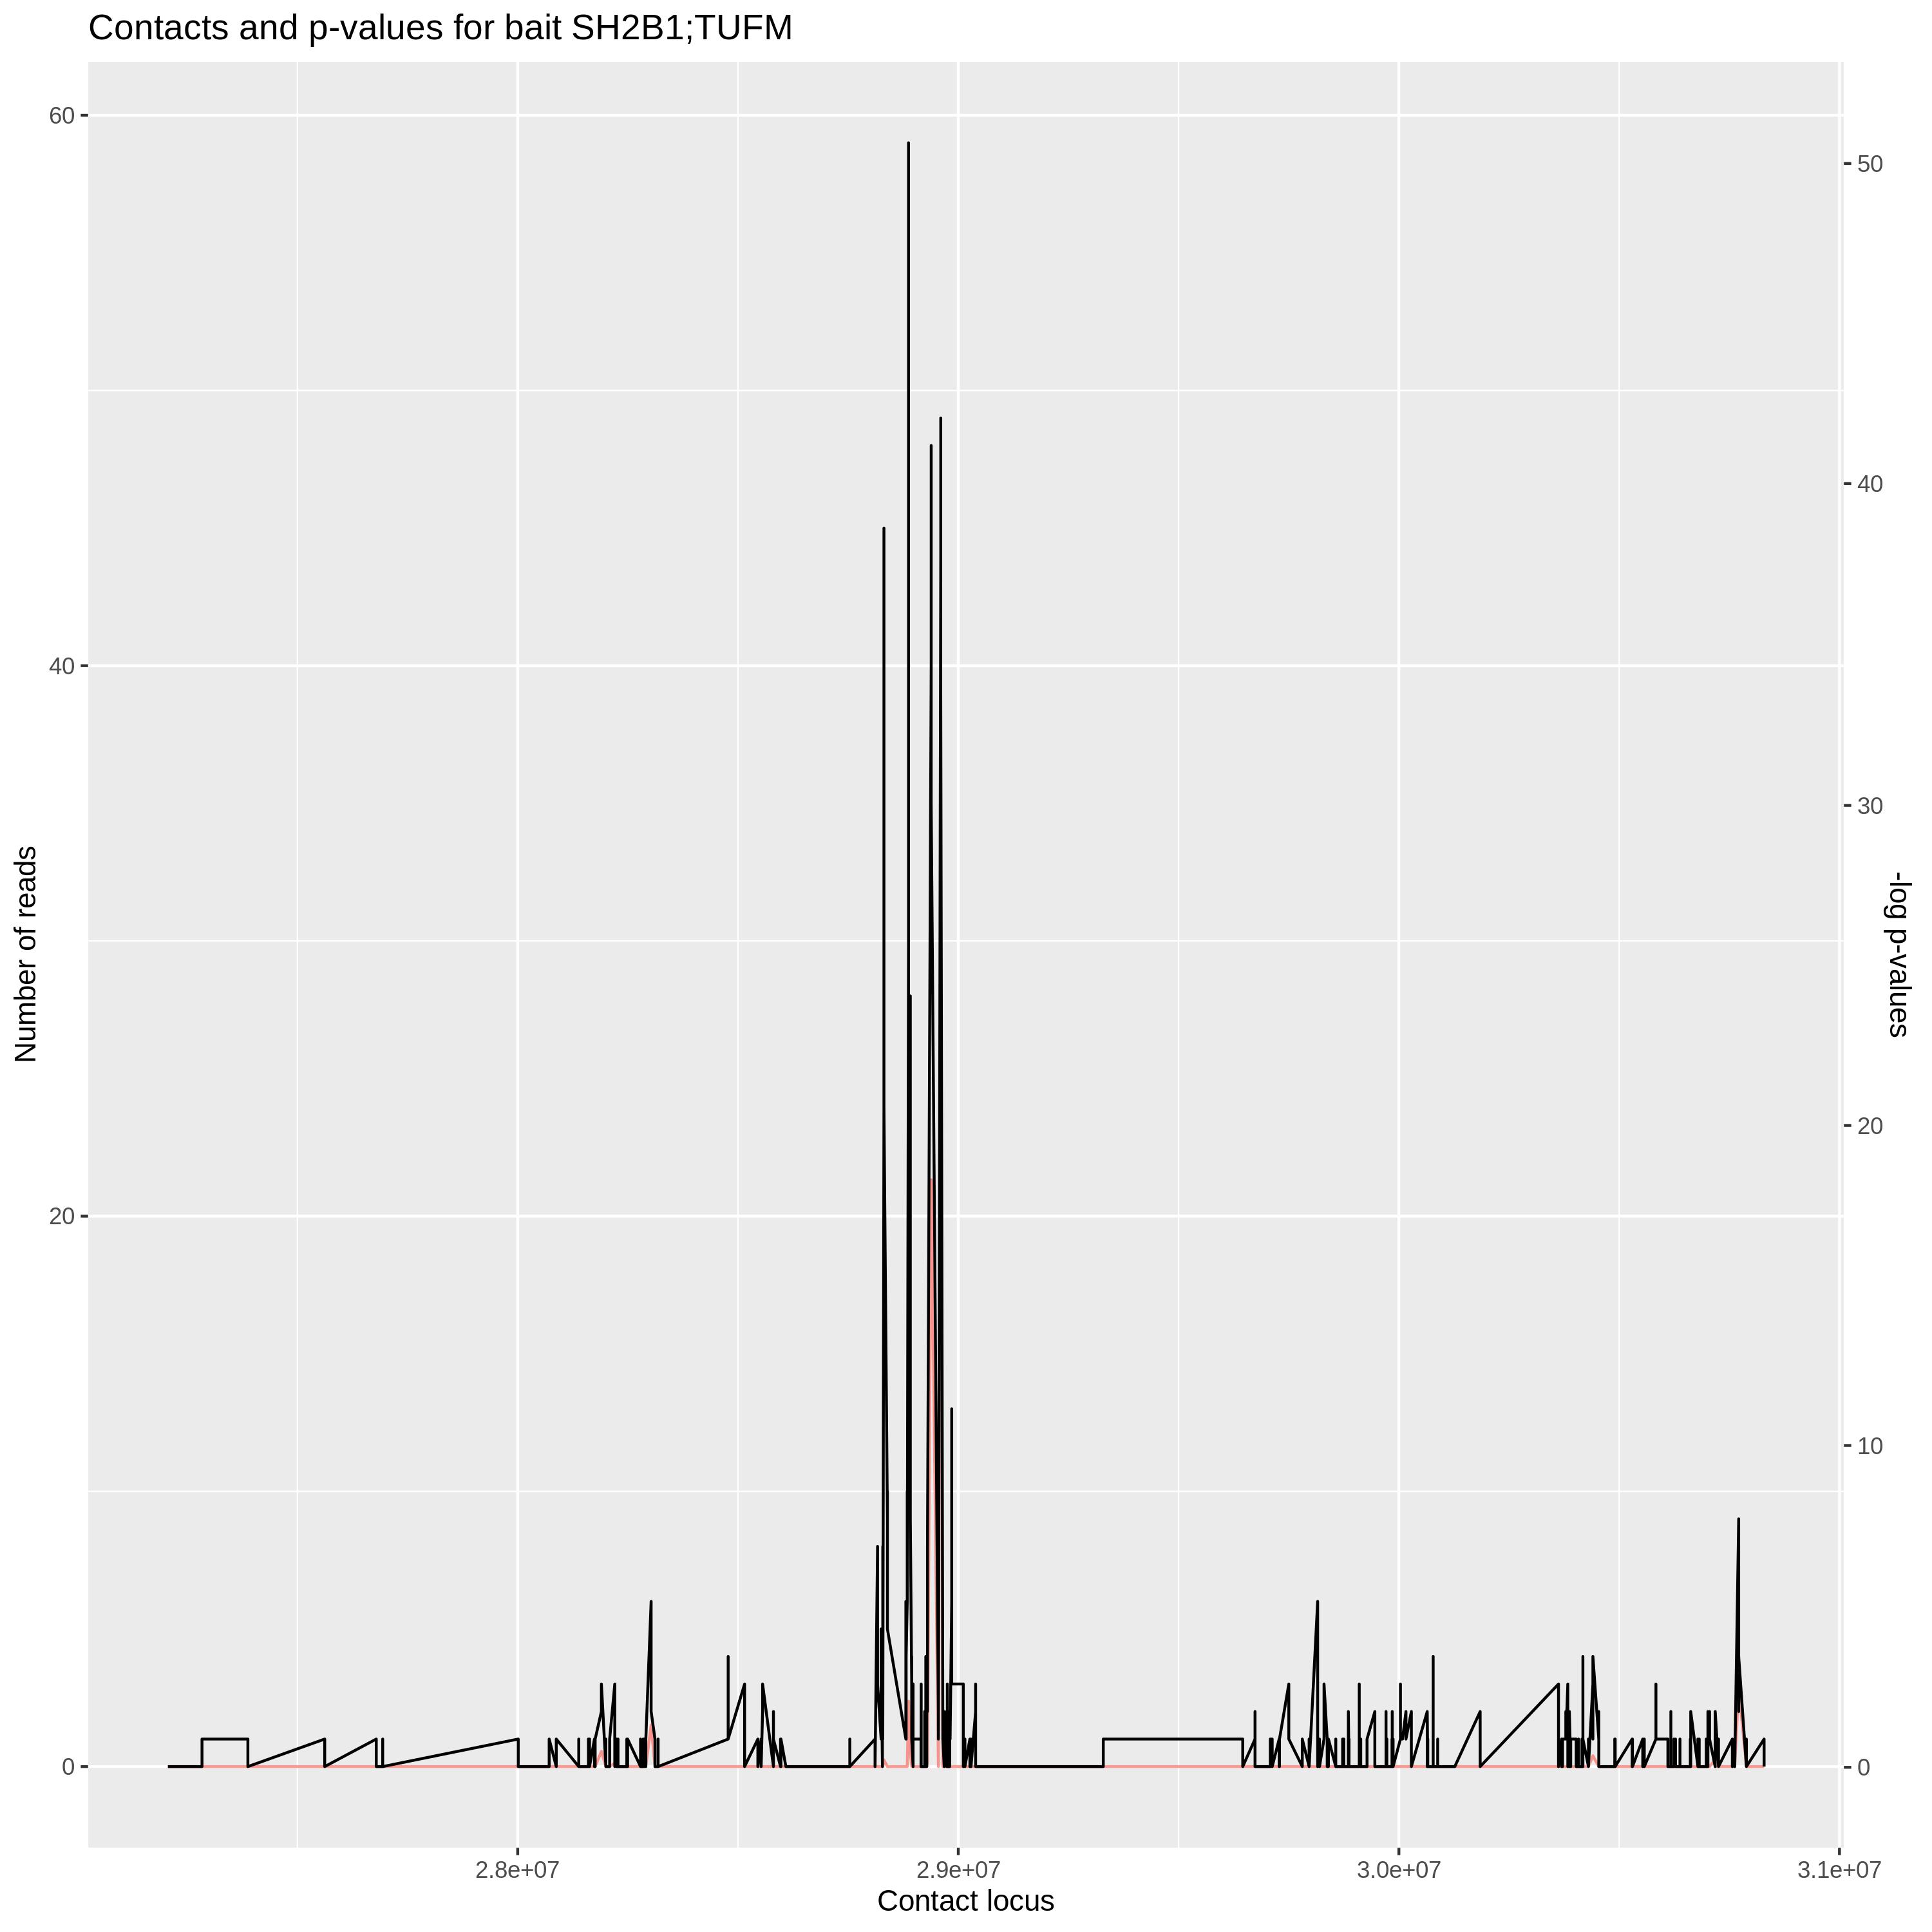 Contacts and p-values for bait SH2B1;TUFM
60
40
20
0
Number of reads
50
40
30
20
10
0
-log p-values
2.8e+07
2.9e+07
3.0e+07
3.1e+07
Contact locus